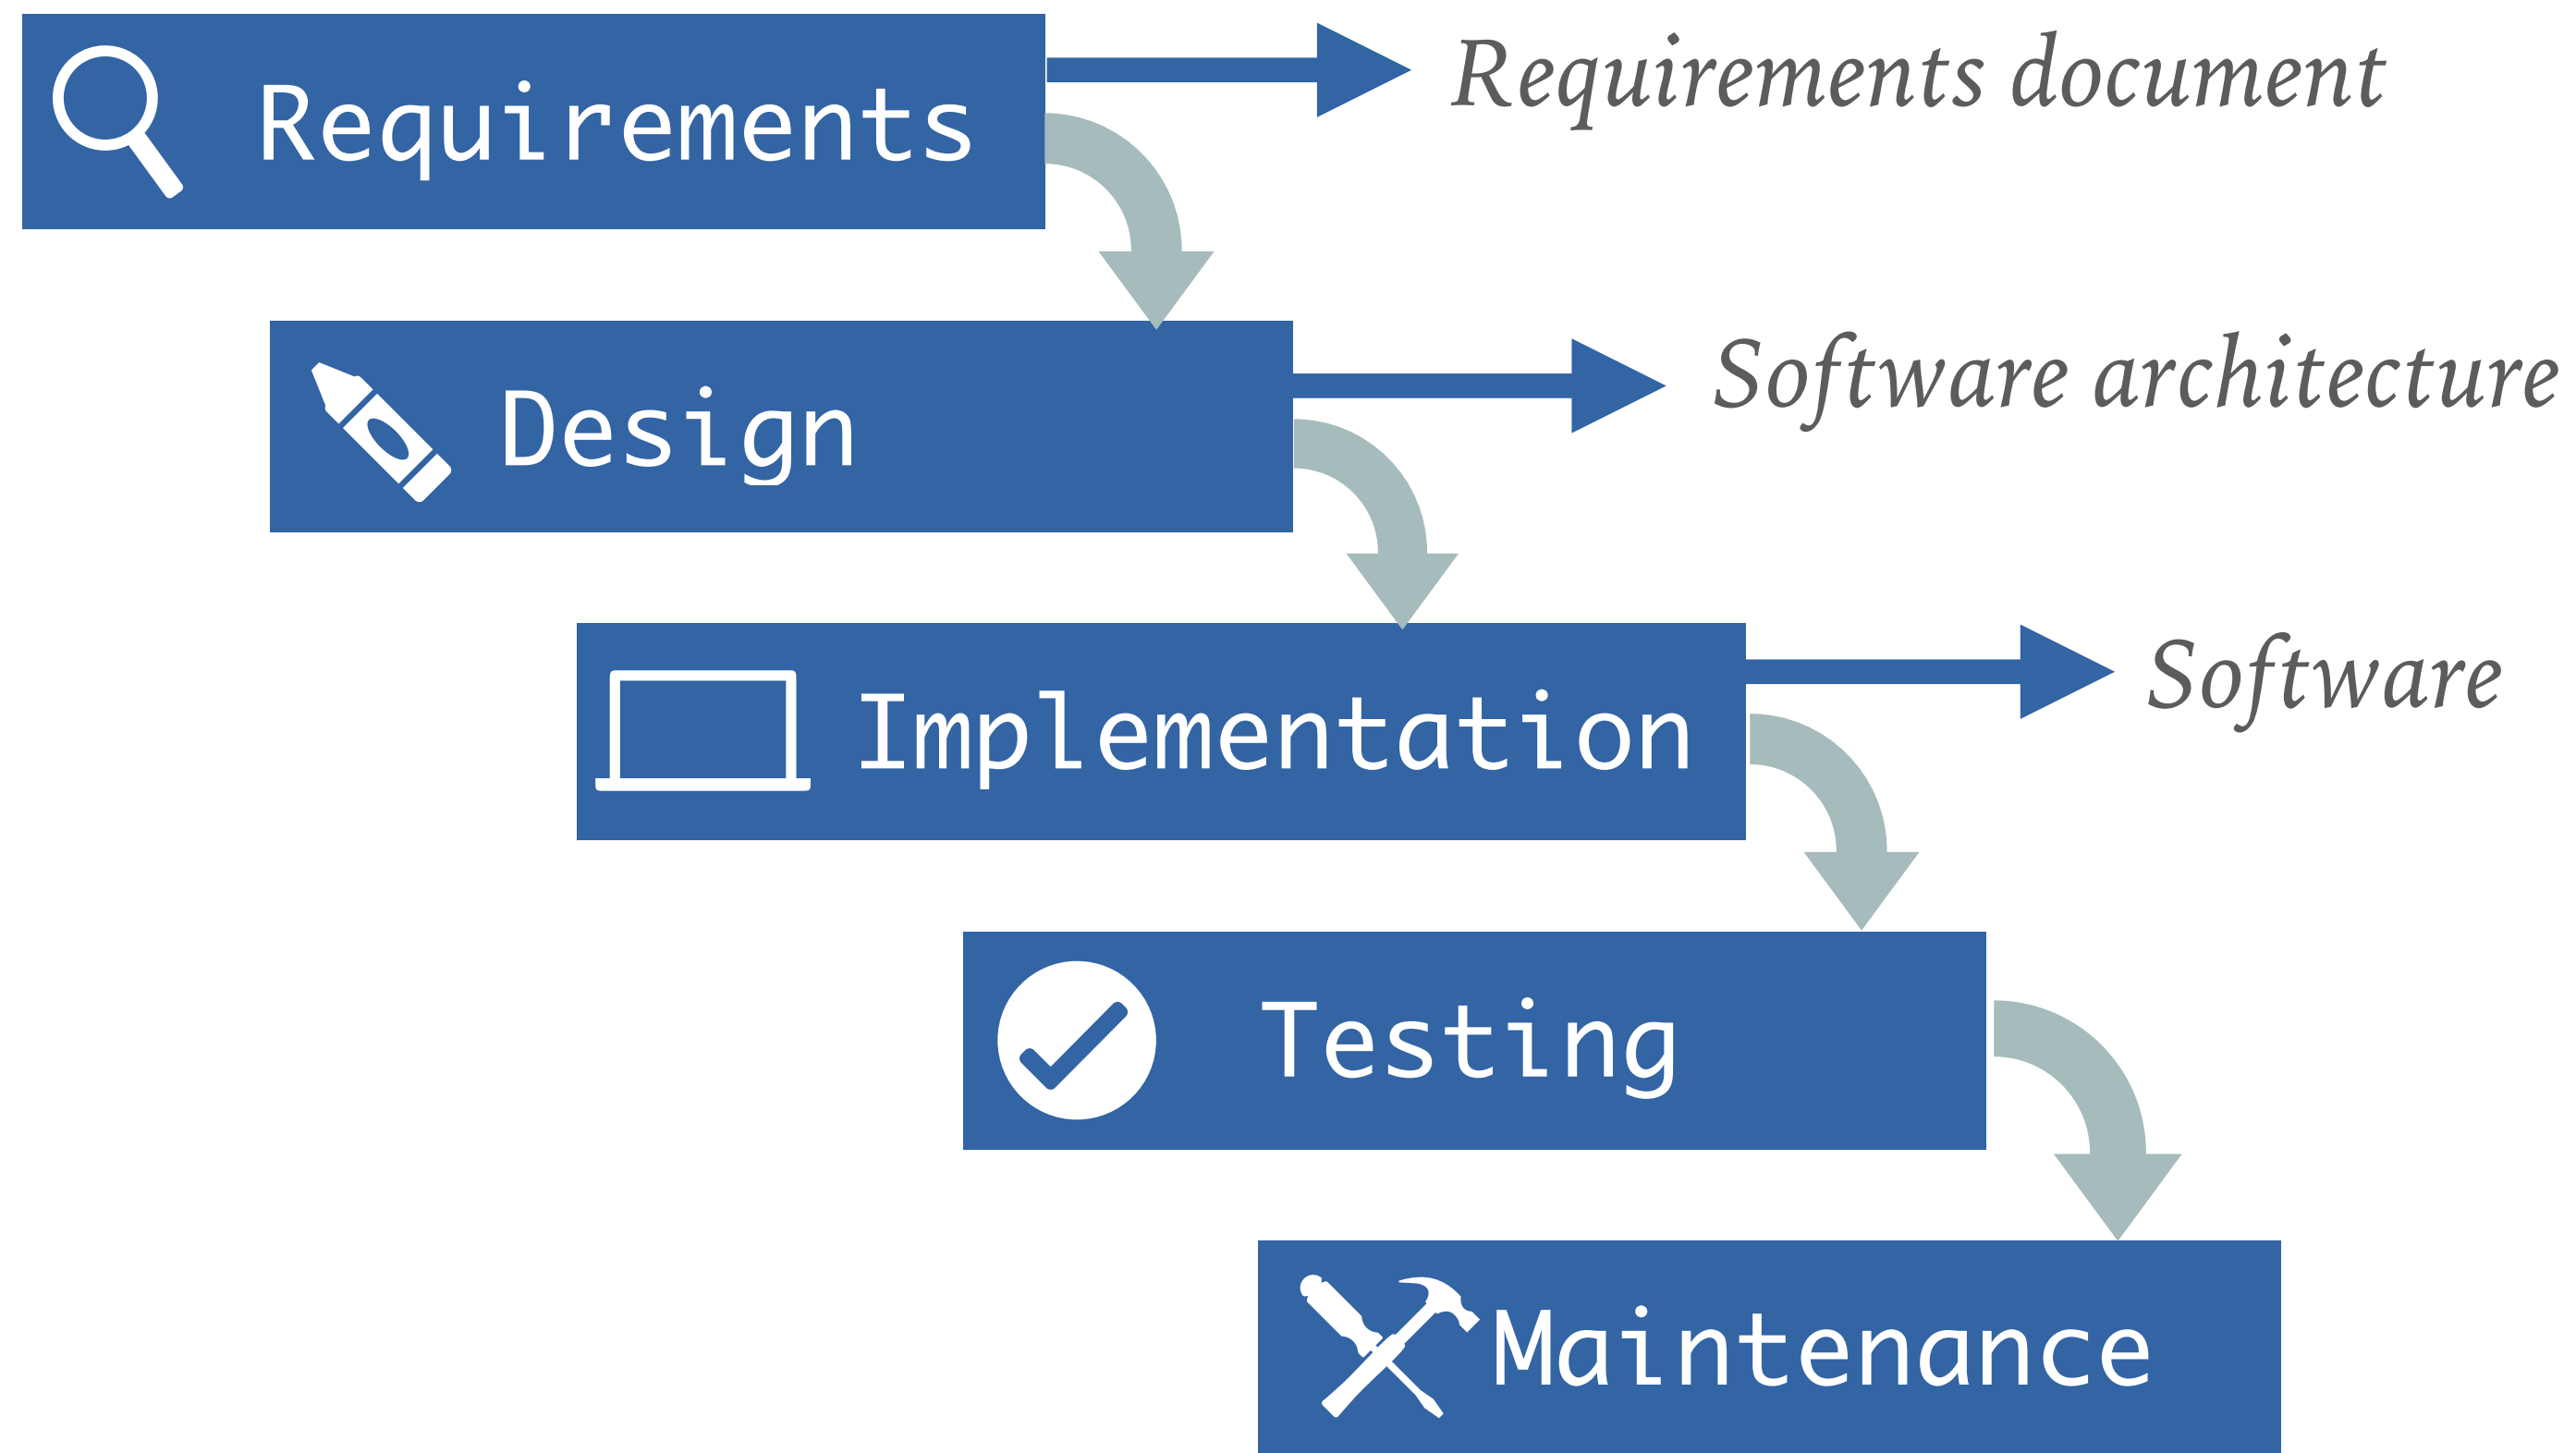 Requirements
Requirements document
Design
Software architecture
Implementation
Software
Testing
Maintenance